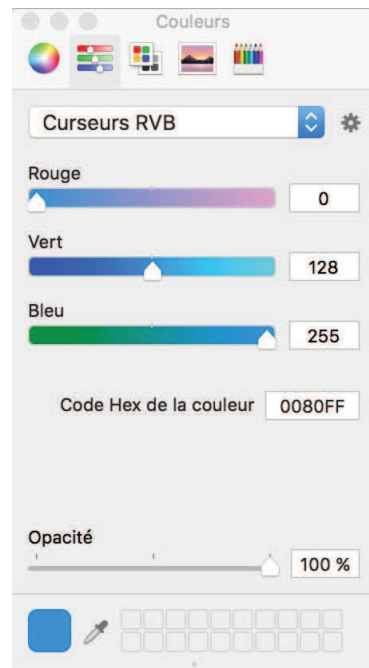 Couleurs
Curseurs RVB
Rouge
0
Vert
128
Bleu
255
Code Hex de la couleur 0080FF
Opacité
100 %